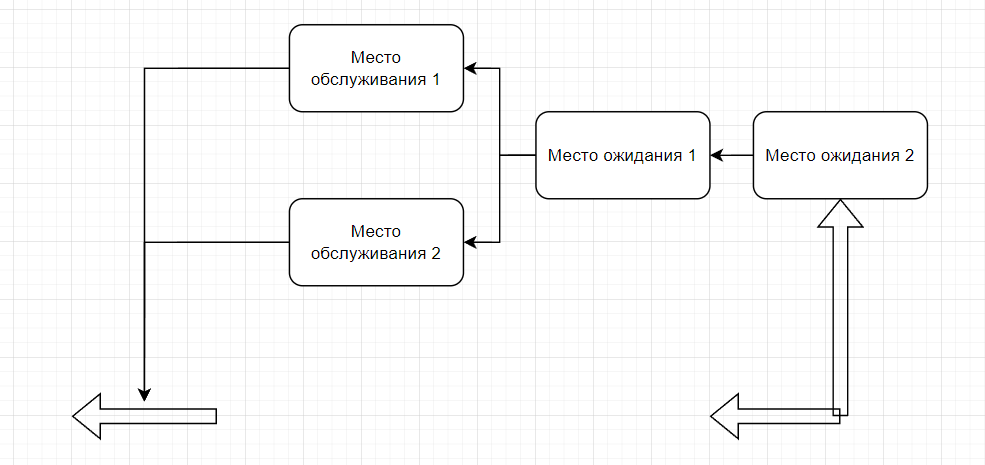 Место
обслуживания 1
Место ожидания 1
Место ожидания 2
Место
обслуживания 2